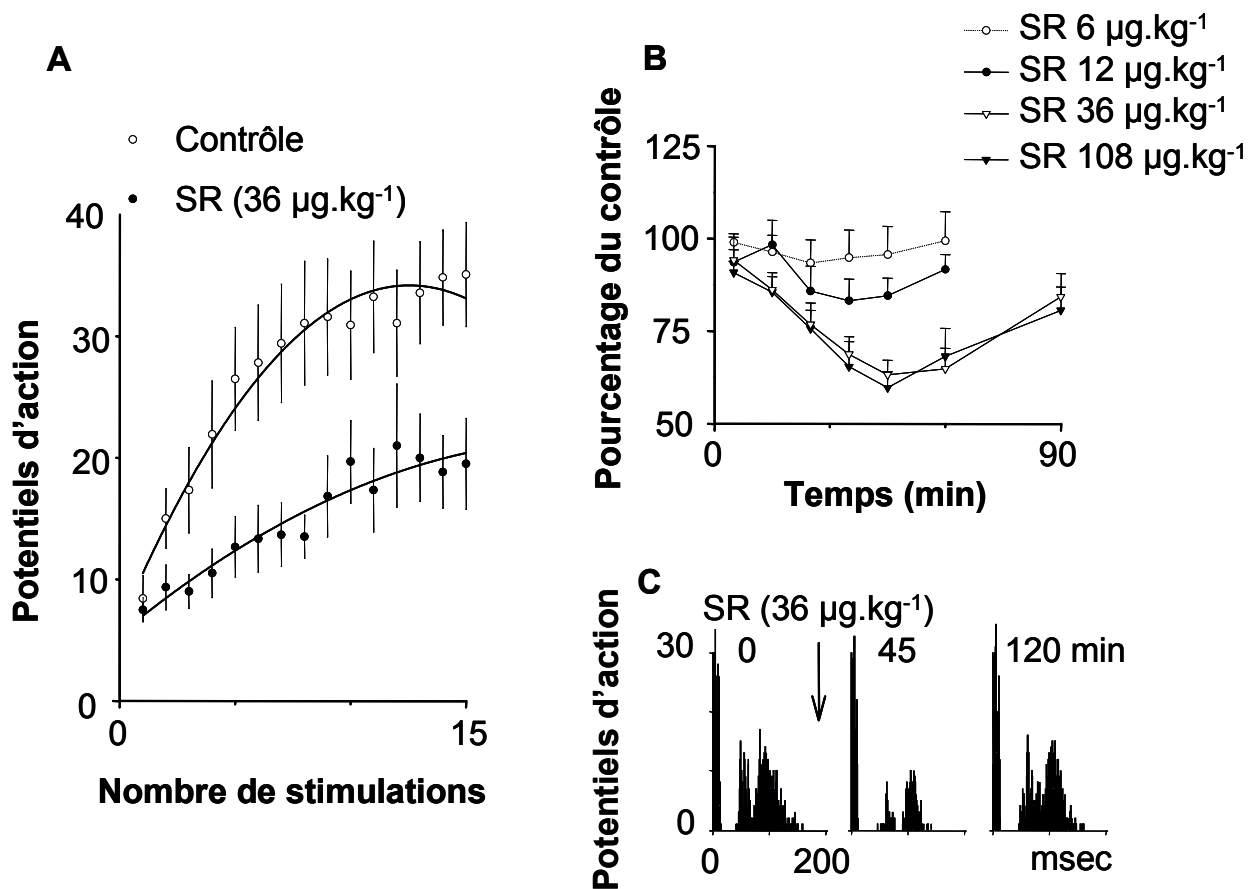 A
Contrôle
SR (36 µg.kg-1)
40
30
20
10
0
0
15
Potentiels d'action
Nombre de stimulations
B
SR 6 µg.kg-1
SR 12 µg.kg-1
SR 36 µg.kg-1
SR 108 µg.kg-1
125
100
75
50
0
90
Pourcentage du contrôle
Temps (min)
C
SR (36 µg.kg-1)
30
0
45
120 min
0
0
200
msec
Potentiels d'action